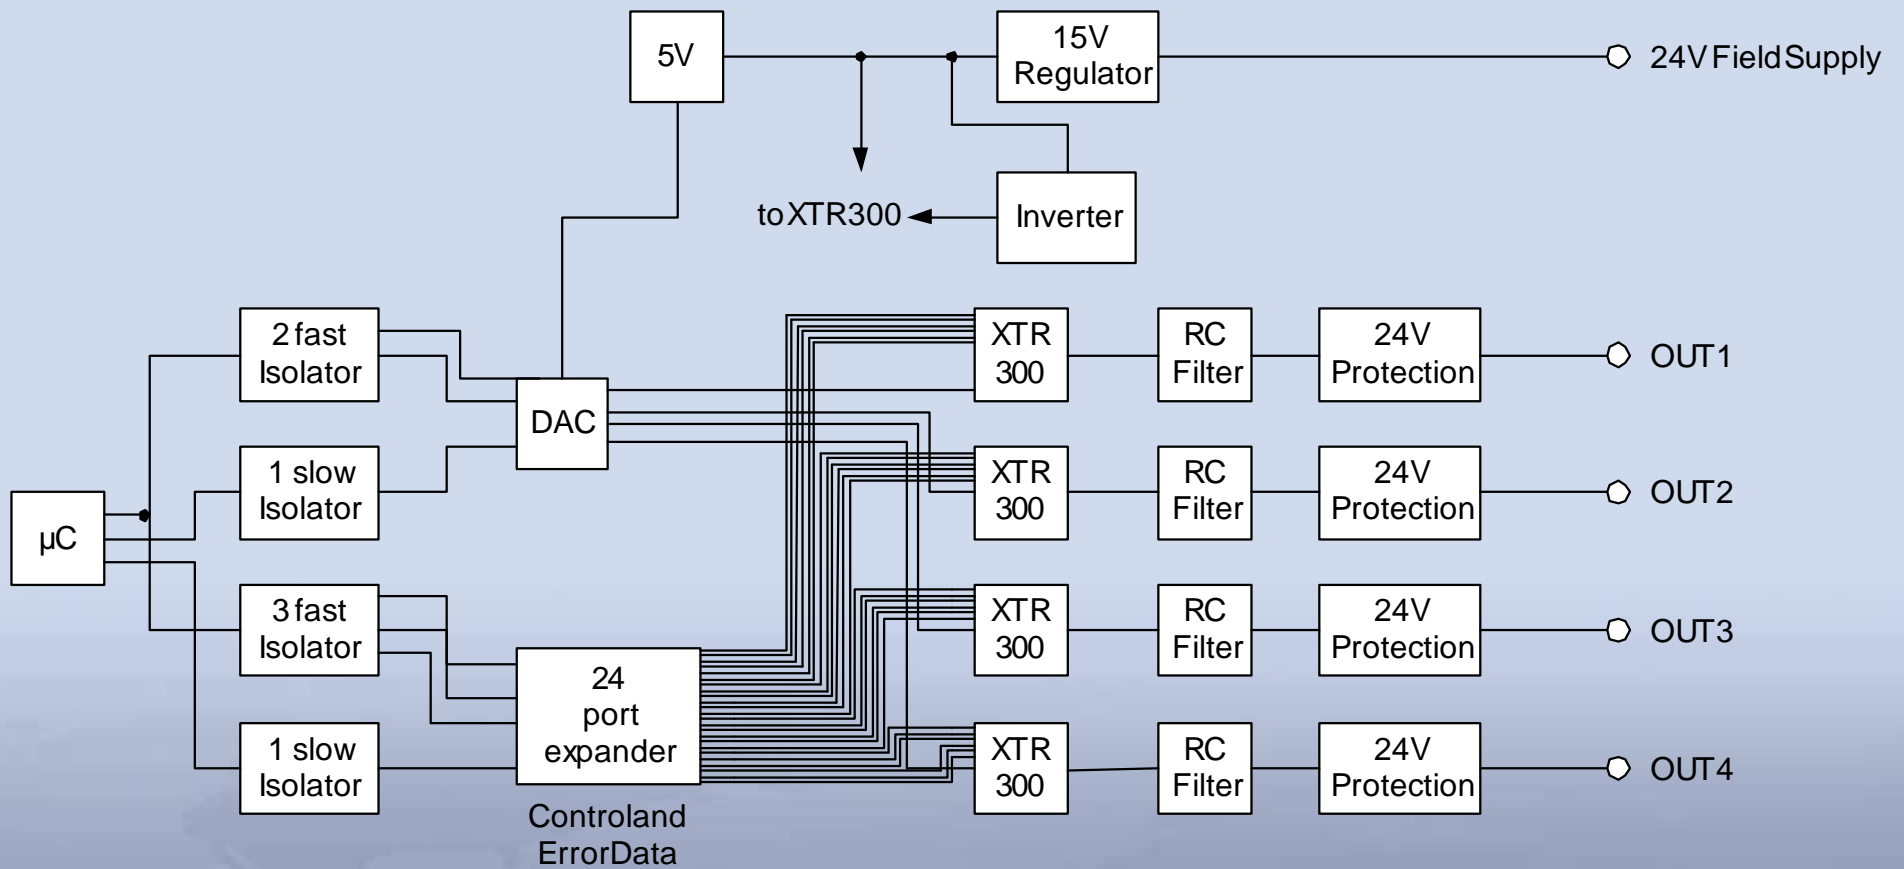 5V
15V
Regulator
24V Field Supply
to XTR300
Inverter
2 fast
Isolator
XTR
300
RC
Filter
24V
Protection
OUT1
DAC
1 slow
Isolator
XTR
300
RC
Filter
24V
Protection
OUT2
µC
3 fast
Isolator
XTR
300
RC
Filter
24V
Protection
OUT3
24
port
expander
1 slow
Isolator
XTR
300
RC
Filter
24V
Protection
OUT4
Control and
Error Data